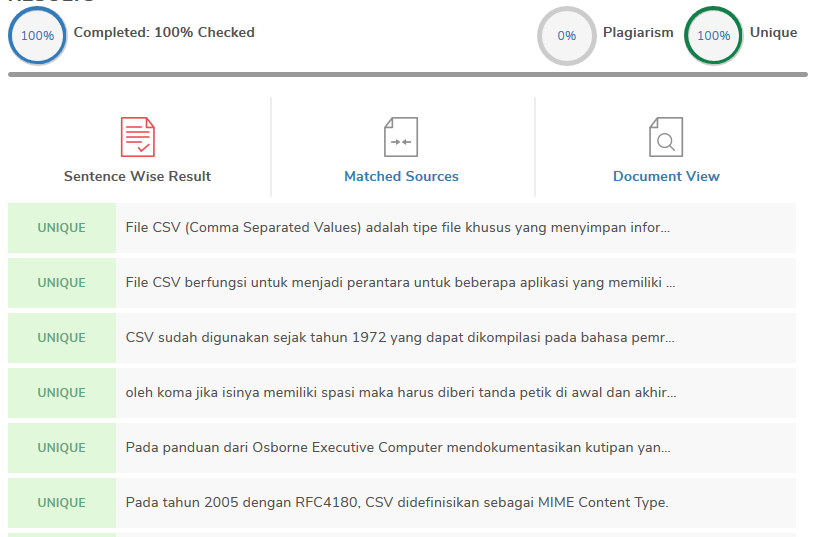 RESULTS
100%
Completed: 100% Checked
0%
Plagiarism
100%
Unique
Sentence Wise Result
Matched Sources
Document View
UNIQUE
File CSV (Comma Separated Values) adalah tipe file khusus yang menyimpan infor...
UNIQUE
File CSV berfungsi untuk menjadi perantara untuk beberapa aplikasi yang memiliki ...
UNIQUE
CSV sudah digunakan sejak tahun 1972 yang dapat dikompilasi pada bahasa pemr...
UNIQUE
oleh koma jika isinya memiliki spasi maka harus diberi tanda petik di awal dan akhir...
UNIQUE
Pada panduan dari Osborne Executive Computer mendokumentasikan kutipan yan...
UNIQUE
Pada tahun 2005 dengan RFC4180, CSV didefinisikan sebagai MIME Content Type.